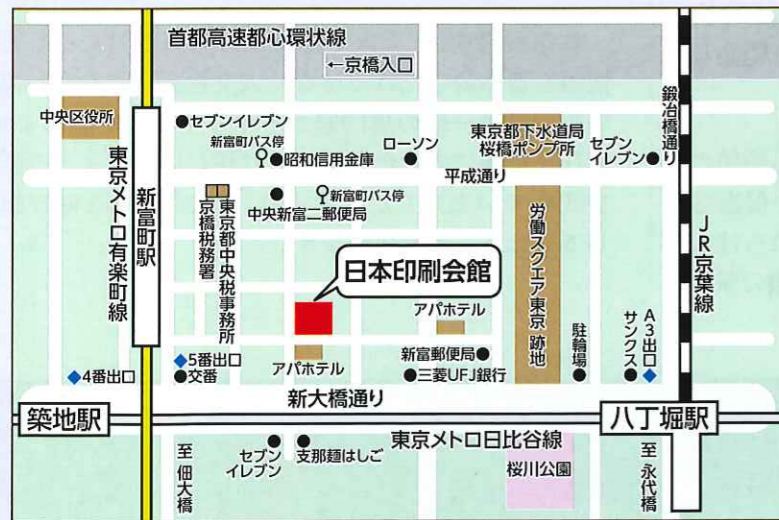 首都高速都心環状線
←京橋入口
中央区役所
セブンイレブン
新富町バス停
昭和信用金庫
ローソン
東京都下水道局
桜橋ポンプ所
セブン
イレブン
鍛冶橋通り
平成通り
東京メトロ有楽町線
新富町駅
京橋税務署
東京都中央税事務所
中央新富二郵便局
新富町バス停
労働スクエア東京 跡地
JR京葉線
日本印刷会館
アパホテル
アパホテル
新富郵便局
三菱UFJ銀行
駐輪場
サンクス
A3出口
4番出口
5番出口
交番
新大橋通り
築地駅
八丁堀駅
東京メトロ日比谷線
至 佃大橋
セブン
イレブン
支那麺はしご
桜川公園
至 永代橋